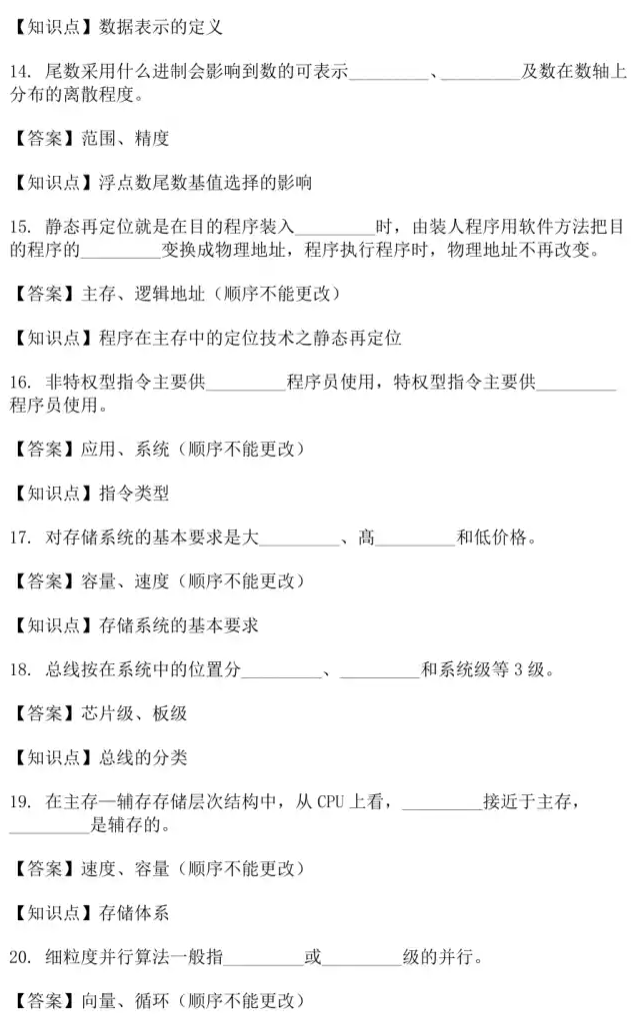 【知识点】数据表示的定义
14. 尾数采用什么进制会影响到数的可表示_________、_________及数在数轴上
分布的离散程度。
【答案】范围、精度
【知识点】浮点数尾数基值选择的影响
15. 静态再定位就是在目的程序装入_________时，由装人程序用软件方法把目
的程序的_________变换成物理地址，程序执行程序时，物理地址不再改变。
【答案】主存、逻辑地址（顺序不能更改）
【知识点】程序在主存中的定位技术之静态再定位
16. 非特权型指令主要供_________程序员使用，特权型指令主要供_________
程序员使用。
【答案】应用、系统（顺序不能更改）
【知识点】指令类型
17. 对存储系统的基本要求是大_________、高_________和低价格。
【答案】容量、速度（顺序不能更改）
【知识点】存储系统的基本要求
18. 总线按在系统中的位置分_________、_________和系统级等 3 级。
【答案】芯片级、板级
【知识点】总线的分类
19. 在主存—辅存存储层次结构中，从 CPU 上看，_________接近于主存，
_________是辅存的。
【答案】速度、容量（顺序不能更改）
【知识点】存储体系
20. 细粒度并行算法一般指_________或_________级的并行。
【答案】向量、循环（顺序不能更改）